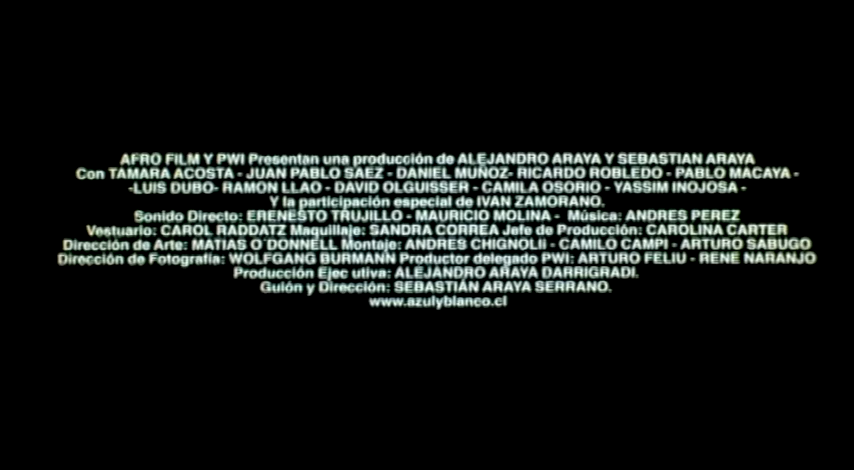 AFRO FILM Y PWI Presentan una producción de ALEJANDRO ARAYA Y SEBASTIAN ARAYA
Con TAMARA ACOSTA - JUAN PABLO SAEZ - DANIEL MUÑOZ- RICARDO ROBLEDO - PABLO MACAYA -
-LUIS DUBO- RAMON LLAO - DAVID OLGUISSER - CAMILA OSORIO - YASSIM INOJOSA -
Y la participación especial de IVAN ZAMORANO.
Sonido Directo: ERENESTO TRUJILLO - MAURICIO MOLINA - Música: ANDRES PEREZ
Vestuario: CAROL RADDATZ Maquillaje: SANDRA CORREA Jefe de Producción: CAROLINA CARTER
Dirección de Arte: MATIAS O´DONNELL Montaje: ANDRES CHIGNOLIi - CAMILO CAMPI - ARTURO SABUGO
Dirección de Fotografía: WOLFGANG BURMANN Productor delegado PWI: ARTURO FELIU - RENE NARANJO
Producción Ejec utiva: ALEJANDRO ARAYA DARRIGRADI.
Guión y Dirección: SEBASTIÁN ARAYA SERRANO.
www.azulyblanco.cl